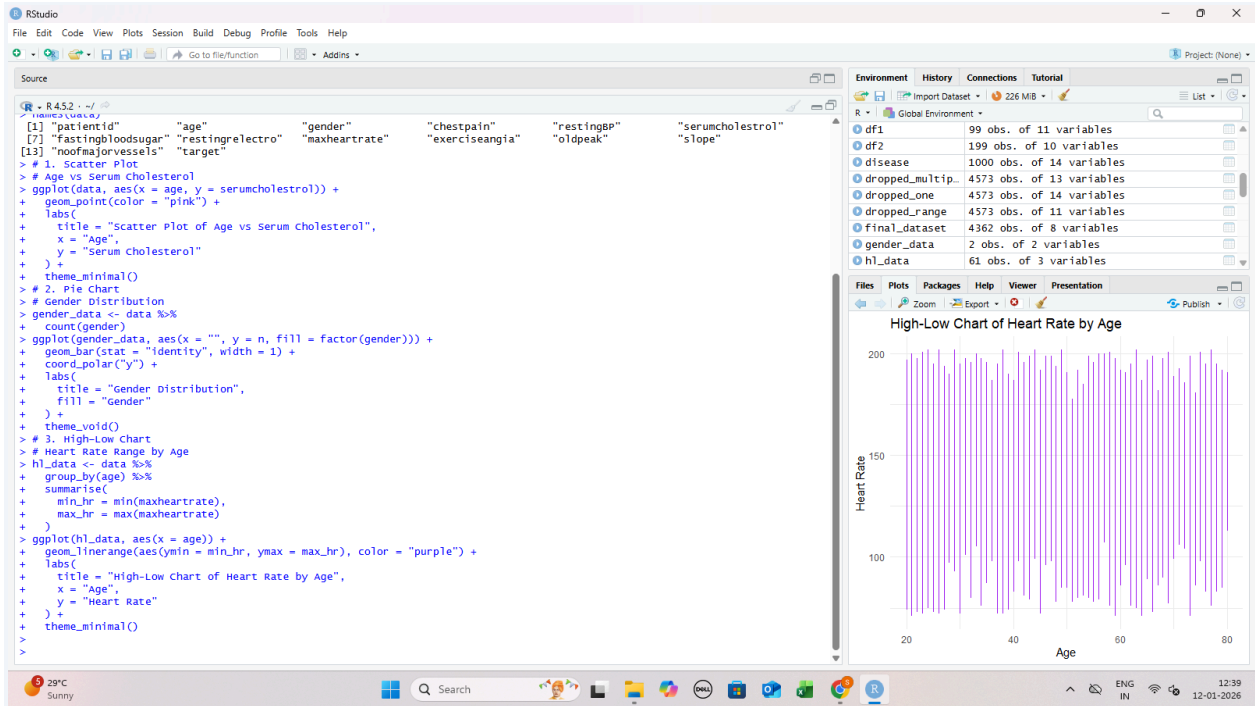 RStudio
File Edit Code View Plots Session Build Debug Profile Tools Help
Go to file/function Addins Project: (None)
Source
R 4.5.2 · ~/
> names(data)
[1] "patientid" "age" "gender" "chestpain" "restingBP" "serumcholestrol"
[7] "fastingbloodsugar" "restingrelectro" "maxheartrate" "exerciseangia" "oldpeak" "slope"
[13] "noofmajorvessels" "target"
> # 1. Scatter Plot
> # Age vs Serum Cholesterol
> ggplot(data, aes(x = age, y = serumcholestrol)) +
+ geom_point(color = "pink") +
+ labs(
+ title = "Scatter Plot of Age vs Serum Cholesterol",
+ x = "Age",
+ y = "Serum Cholesterol"
+ ) +
+ theme_minimal()
> # 2. Pie Chart
> # Gender Distribution
> gender_data <- data %>%
+ count(gender)
> ggplot(gender_data, aes(x = "", y = n, fill = factor(gender))) +
+ geom_bar(stat = "identity", width = 1) +
+ coord_polar("y") +
+ labs(
+ title = "Gender Distribution",
+ fill = "Gender"
+ ) +
+ theme_void()
> # 3. High-Low Chart
> # Heart Rate Range by Age
> hl_data <- data %>%
+ group_by(age) %>%
+ summarise(
+ min_hr = min(maxheartrate),
+ max_hr = max(maxheartrate)
+ )
> ggplot(hl_data, aes(x = age)) +
+ geom_linerange(aes(ymin = min_hr, ymax = max_hr), color = "purple") +
+ labs(
+ title = "High-Low Chart of Heart Rate by Age",
+ x = "Age",
+ y = "Heart Rate"
+ ) +
+ theme_minimal()
>
>
Environment History Connections Tutorial
Import Dataset 226 MiB List
R Global Environment
df1 99 obs. of 11 variables
df2 199 obs. of 10 variables
disease 1000 obs. of 14 variables
dropped_multip… 4573 obs. of 13 variables
dropped_one 4573 obs. of 14 variables
dropped_range 4573 obs. of 11 variables
final_dataset 4362 obs. of 8 variables
gender_data 2 obs. of 2 variables
hl_data 61 obs. of 3 variables
Files Plots Packages Help Viewer Presentation
Zoom Export Publish
High-Low Chart of Heart Rate by Age
200
150
100
Heart Rate
20 40 60 80
Age
5 29°C
Sunny
Search
DELL
S
R
ENG
IN
12:39
12-01-2026